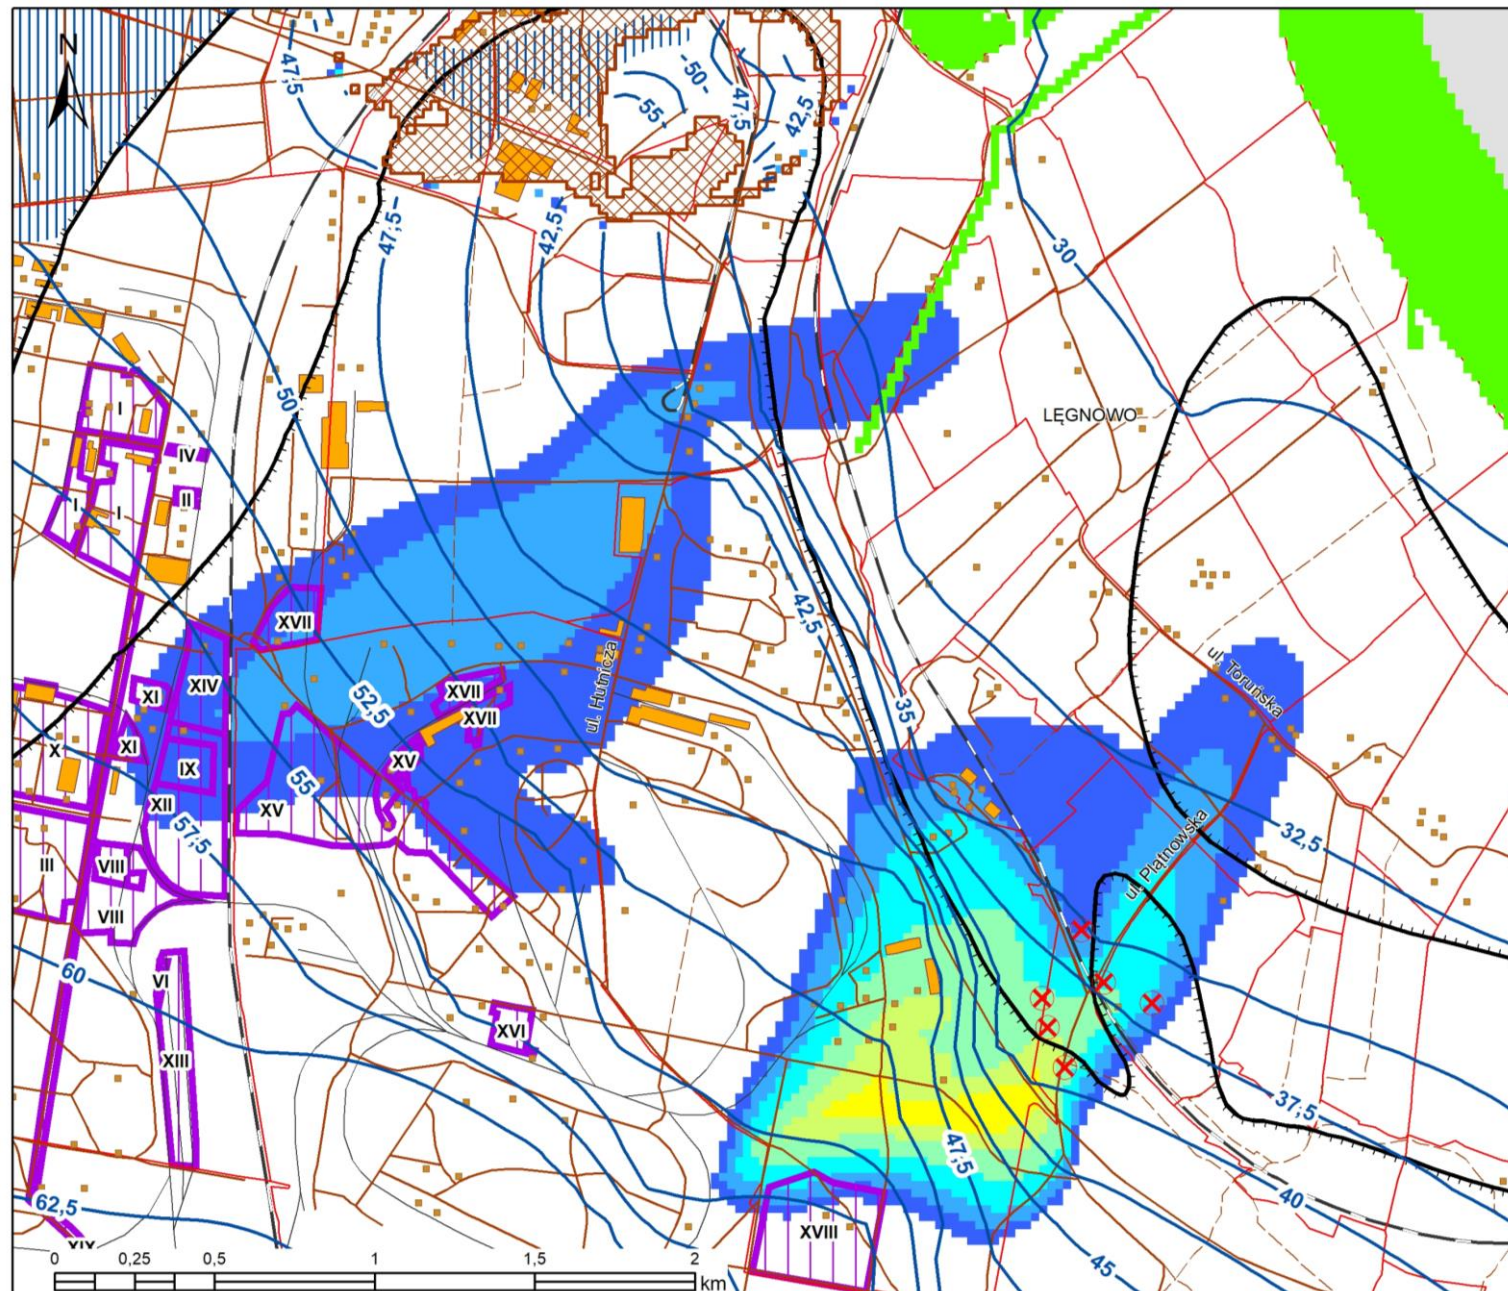 N
47,5
50
55
47,5
42,5
47,5
42,5
30
50
I
IV
II
I
I
LĘGNOWO
XVII
42,5
XIV
XI
52,5
XVII
XVII
ul. Hutnicza
35
ul. Toruńska
X
XI
IX
XV
55
XV
XII
57,5
III
VIII
VIII
32,5
ul. Płątnowska
60
VI
XVI
XIII
37,5
47,5
40
62,5
XVIII
45
XIX
0 0,25 0,5 1 1,5 2
km